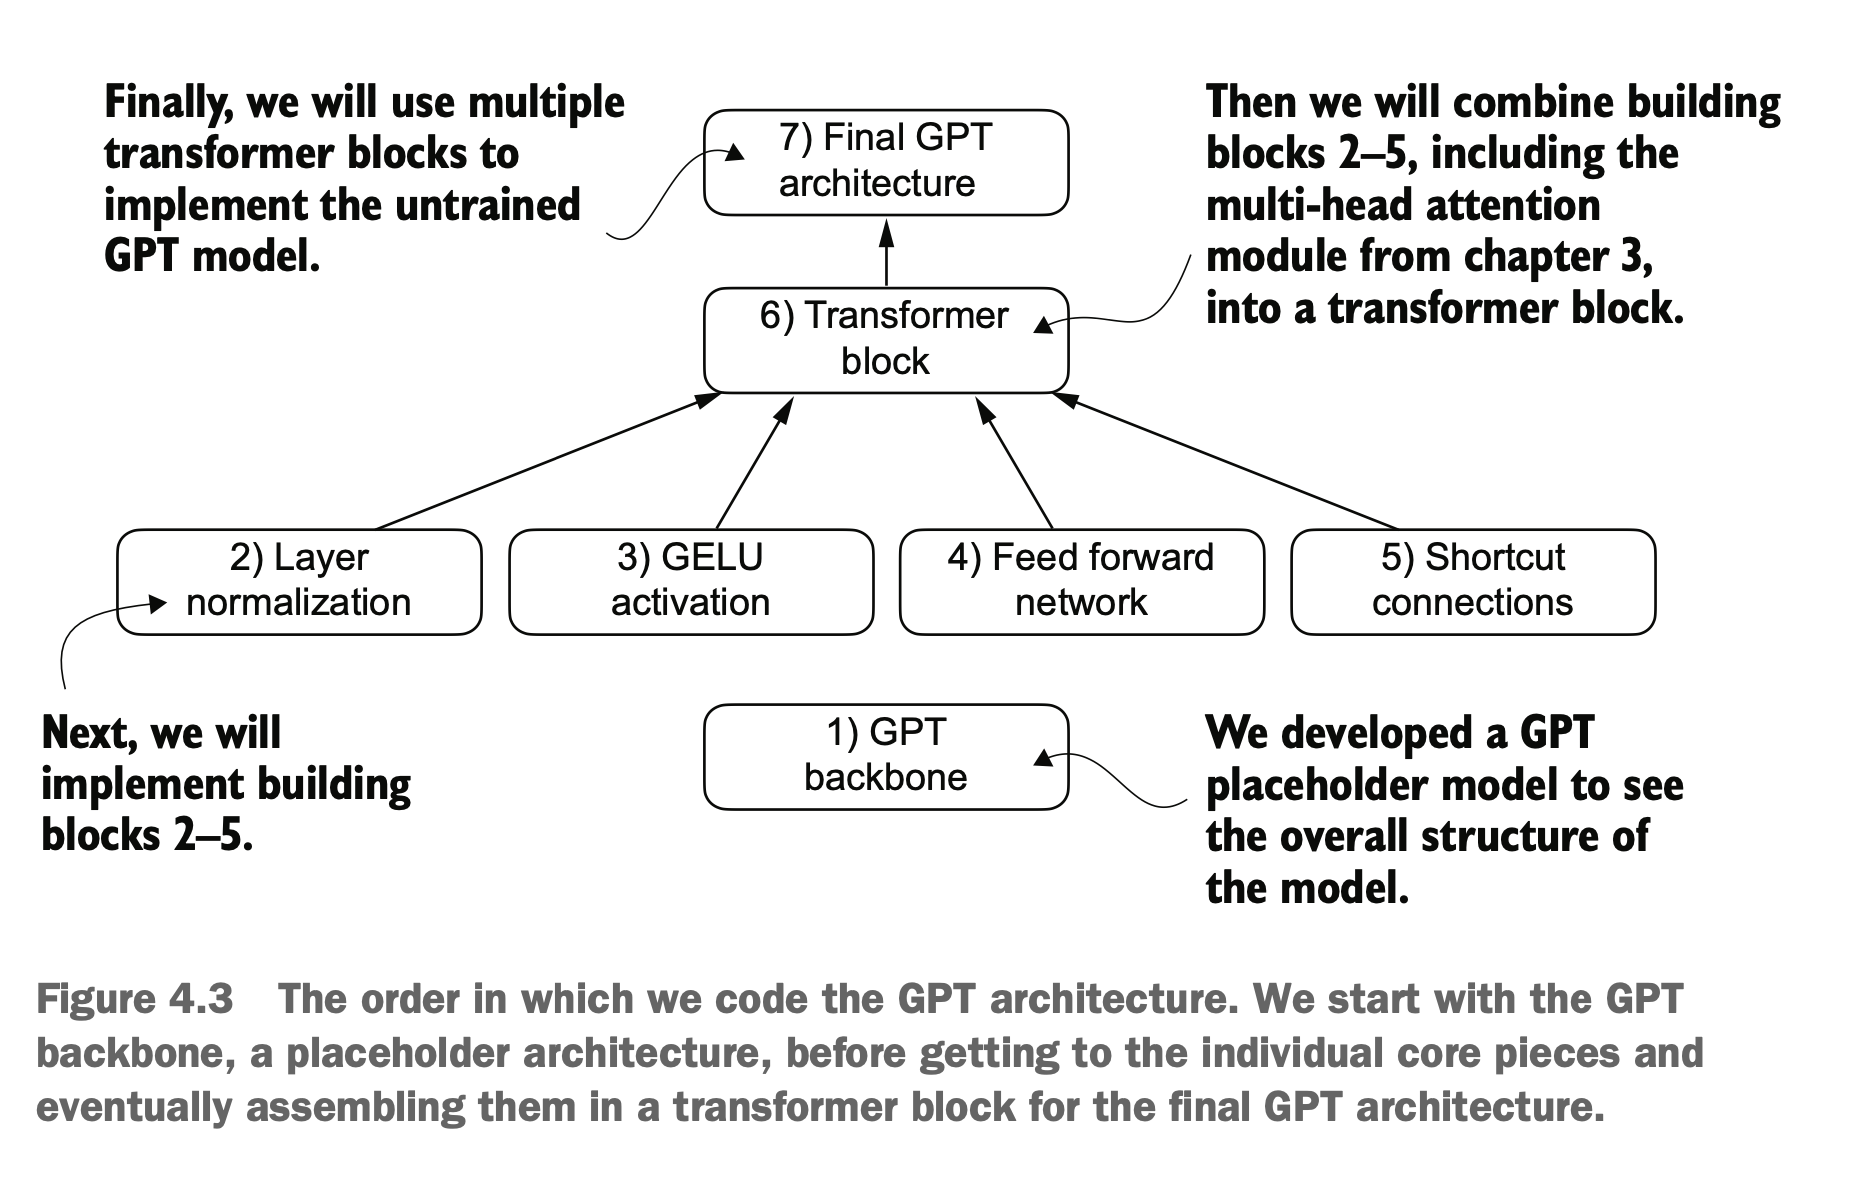 Finally, we will use multiple
transformer blocks to
implement the untrained
GPT model.
7) Final GPT
architecture
Then we will combine building
blocks 2–5, including the
multi-head attention
module from chapter 3,
into a transformer block.
6) Transformer
block
2) Layer
normalization
3) GELU
activation
4) Feed forward
network
5) Shortcut
connections
Next, we will
implement building
blocks 2–5.
1) GPT
backbone
We developed a GPT
placeholder model to see
the overall structure of
the model.
Figure 4.3 The order in which we code the GPT architecture. We start with the GPT
backbone, a placeholder architecture, before getting to the individual core pieces and
eventually assembling them in a transformer block for the final GPT architecture.